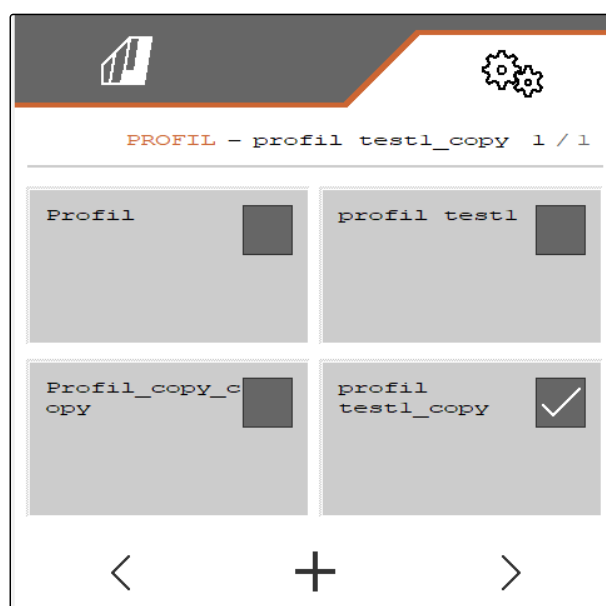 PROFIL – profil test1_copy 1 / 1
Profil
profil test1
Profil_copy_c
opy
profil
test1_copy